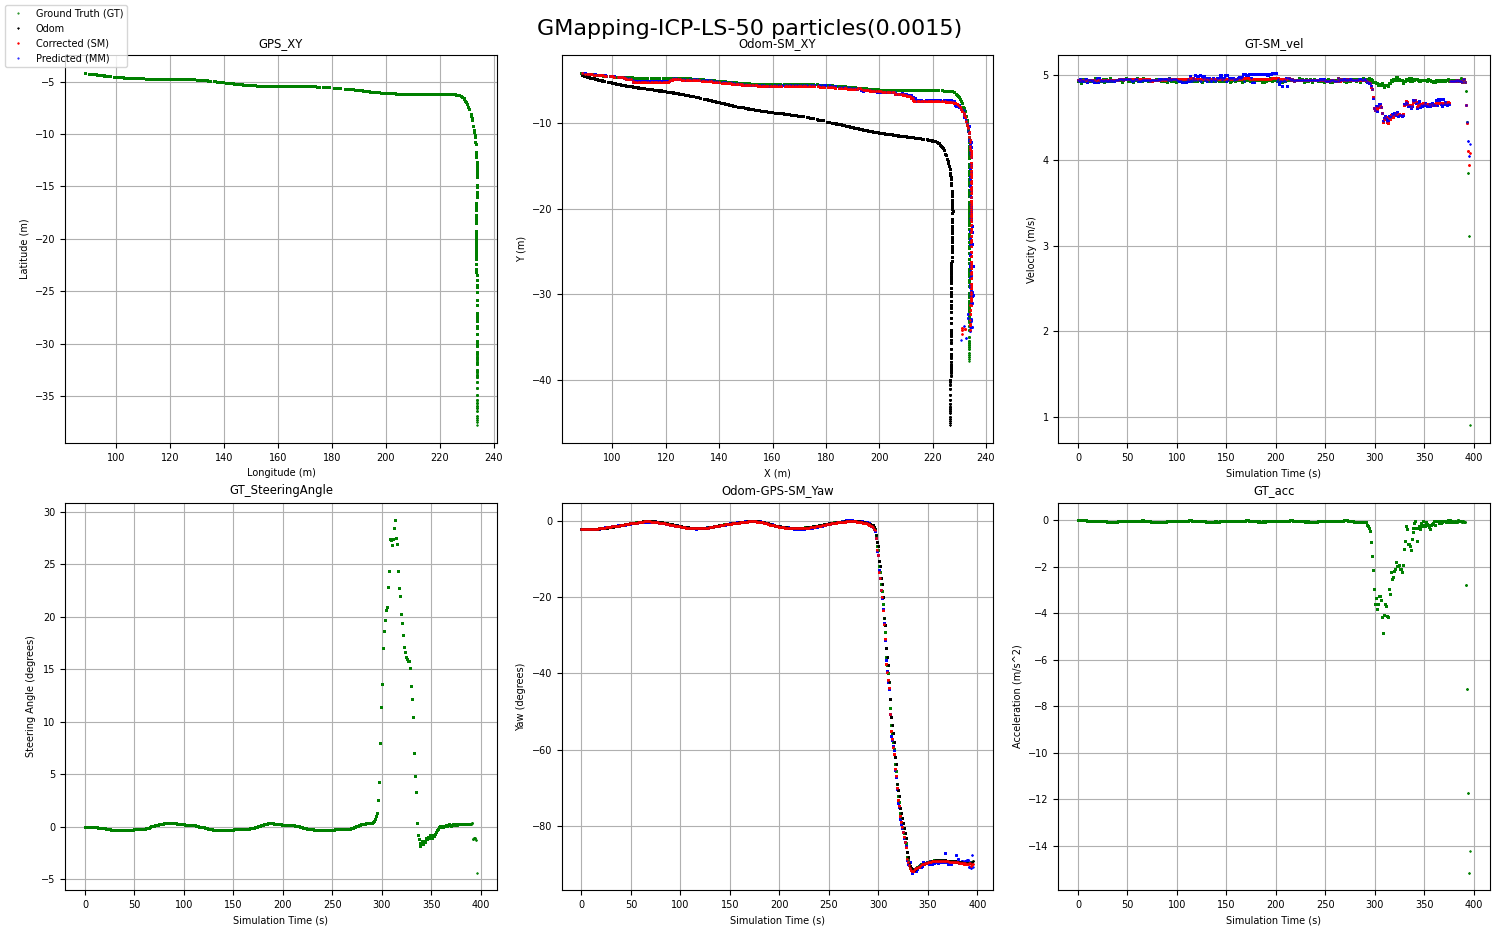 GMapping-ICP-LS-50 particles(0.0015)
Ground Truth (GT)
Odom
Corrected (SM)
Predicted (MM)
GPS_XY
−5
−10
−15
−20
−25
−30
−35
Latitude (m)
100 120 140 160 180 200 220 240
Longitude (m)
Odom-SM_XY
−10
−20
−30
−40
Y (m)
100 120 140 160 180 200 220 240
X (m)
GT-SM_vel
5
4
3
2
1
Velocity (m/s)
0 50 100 150 200 250 300 350 400
Simulation Time (s)
GT_SteeringAngle
30
25
20
15
10
5
0
−5
Steering Angle (degrees)
0 50 100 150 200 250 300 350 400
Simulation Time (s)
Odom-GPS-SM_Yaw
0
−20
−40
−60
−80
Yaw (degrees)
0 50 100 150 200 250 300 350 400
Simulation Time (s)
GT_acc
0
−2
−4
−6
−8
−10
−12
−14
Acceleration (m/s^2)
0 50 100 150 200 250 300 350 400
Simulation Time (s)